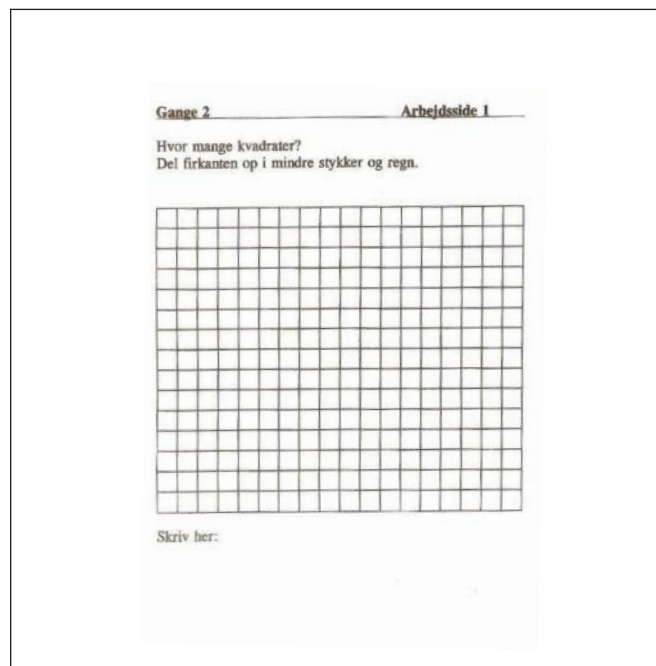 Gange 2 Arbejdsside 1
Hvor mange kvadrater?
Del firkanten op i mindre stykker og regn.
Skriv her: